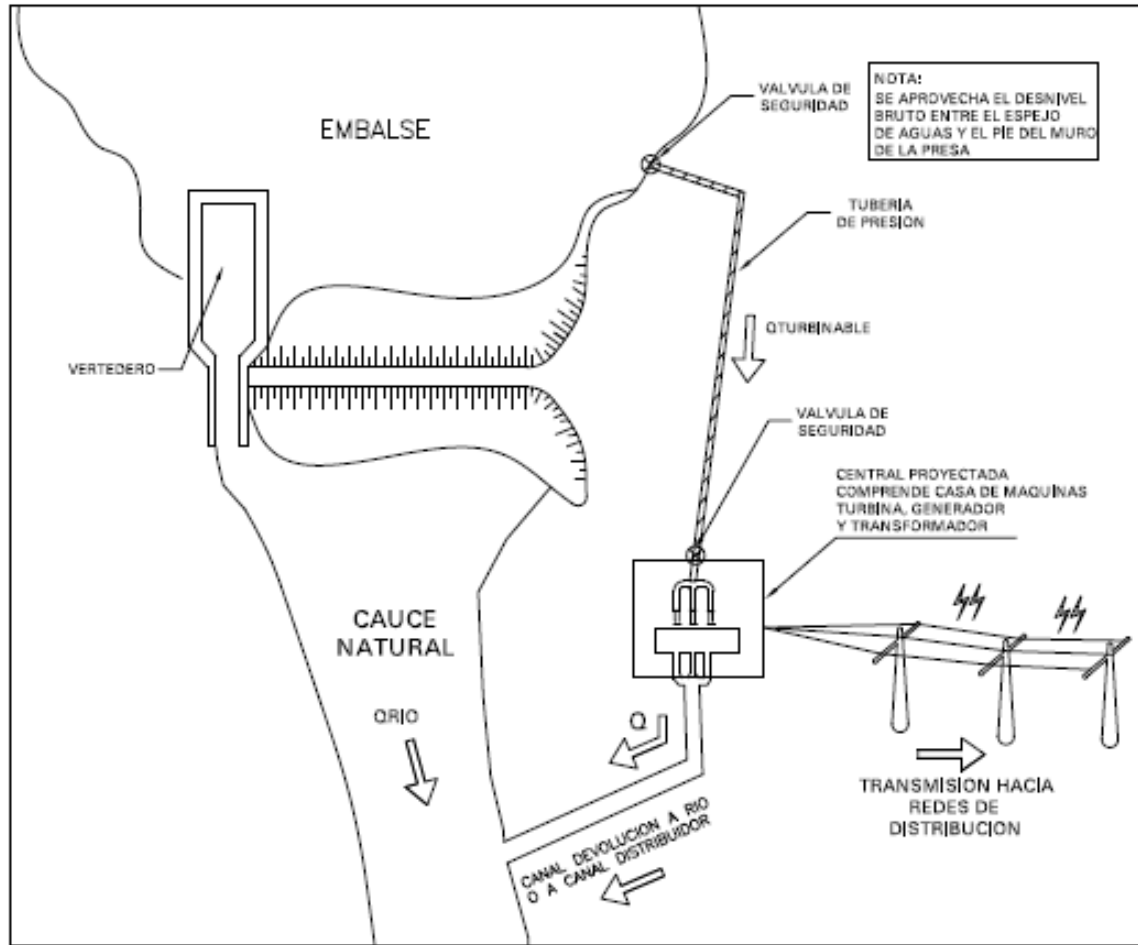 EMBALSE
VALVULA DE
SEGURIDAD
NOTA:
SE APROVECHA EL DESNIVEL
BRUTO ENTRE EL ESPEJO
DE AGUAS Y EL PIE DEL MURO
DE LA PRESA
TUBERIA
DE PRESION
QTURBINABLE
VERTEDERO
VALVULA DE
SEGURIDAD
CENTRAL PROYECTADA
COMPRENDE CASA DE MAQUINAS
TURBINA, GENERADOR
Y TRANSFORMADOR
CAUCE
NATURAL
QRIO
Q
TRANSMISION HACIA
REDES DE
DISTRIBUCION
CANAL DEVOLUCION A RIO
O A CANAL DISTRIBUIDOR